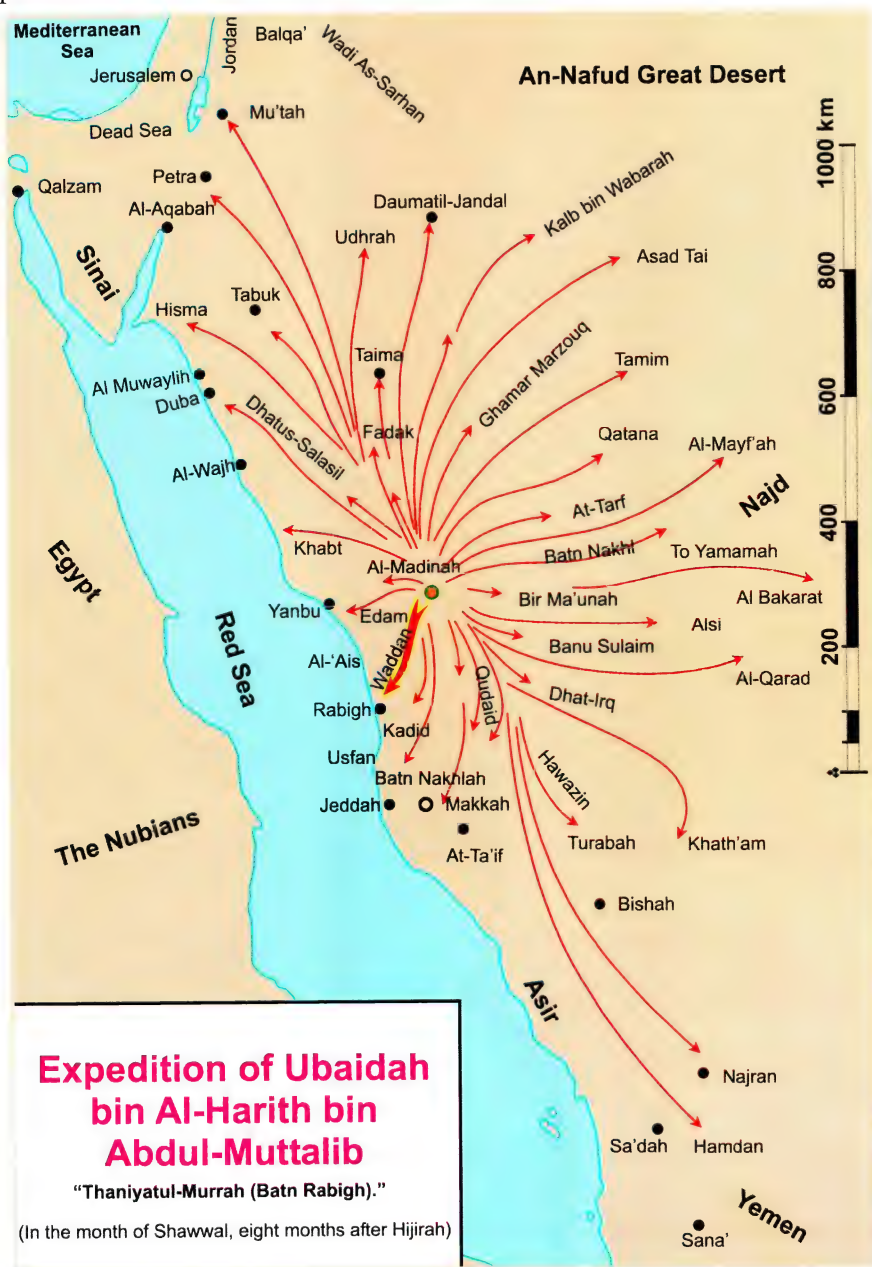 Mediterranean
Sea
Jordan
Balqa’
Wadi As-Sarhan
An-Nafud Great Desert
Jerusalem
Mu’tah
Dead Sea
1000 km
Petra
Qalzam
Al-Aqabah
Daumatil-Jandal
Kalb bin Wabarah
Udhrah
Asad Tai
Sinai
800
Tabuk
Hisma
Taima
Ghamar Marzouq
Tamim
Al Muwaylih
Duba
600
Dhatus-Salasil
Fadak
Qatana
Al-Mayf’ah
Al-Wajh
Najd
At-Tarf
400
Khabt
Batn Nakhl
To Yamamah
Egypt
Al-Madinah
Bir Ma’unah
Al Bakarat
Yanbu
Edam
Alsi
Red Sea
Banu Sulaim
200
Al-‘Ais
Waddan
Qudaid
Al-Qarad
Dhat-Irq
Rabigh
Kadid
Usfan
Hawazin
Batn Nakhlah
Jeddah
Makkah
The Nubians
At-Ta’if
Turabah
Khath’am
Bishah
Asir
Expedition of Ubaidah
bin Al-Harith bin
Abdul-Muttalib
“Thaniyatul-Murrah (Batn Rabigh).”
(In the month of Shawwal, eight months after Hijirah)
Najran
Sa’dah
Hamdan
Yemen
Sana’